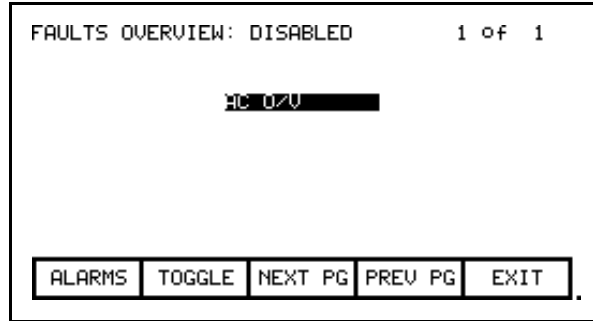 FAULTS OVERVIEW: DISABLED 1 of 1
AC O/V
ALARMS TOGGLE NEXT PG PREV PG EXIT